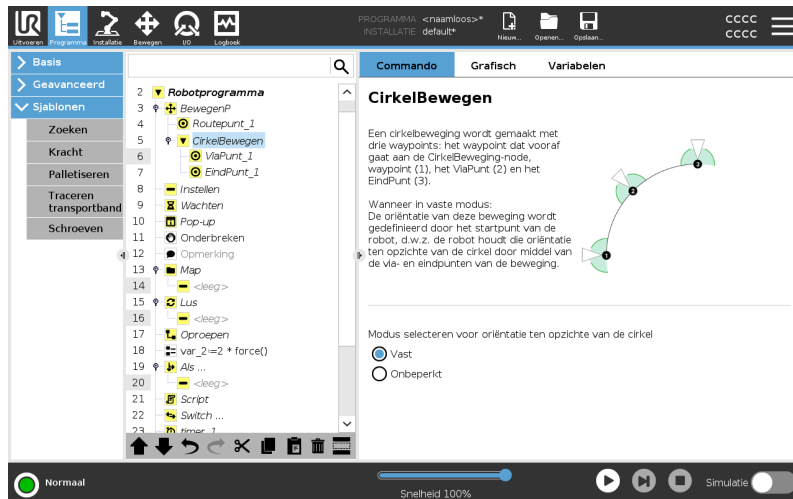 PROGRAMMA <naamloos>*
INSTALLATIE default*
cccc
cccc
Uitvoeren Programma Installatie Bewegen I/O Logboek Nieuw... Openen... Opslaan...
Basis
Geavanceerd
Sjablonen
Zoeken
Kracht
Palletiseren
Traceren
transportband
Schroeven
2 Robotprogramma
3 BewegenP
4 Routepunt_1
5 CirkelBewegen
6 ViaPunt_1
7 EindPunt_1
8 Instellen
9 Wachten
10 Pop-up
11 Onderbreken
12 Opmerking
13 Map
14 <leeg>
15 Lus
16 <leeg>
17 Oproepen
18 var_2:=2 * force()
19 Als ...
20 <leeg>
21 Script
22 Switch ...
23 timer_1
Commando Grafisch Variabelen
CirkelBewegen
Een cirkelbeweging wordt gemaakt met
drie waypoints: het waypoint dat vooraf
gaat aan de CirkelBeweging-node,
waypoint (1), het ViaPunt (2) en het
EindPunt (3).
Wanneer in vaste modus:
De oriëntatie van deze beweging wordt
gedefinieerd door het startpunt van de
robot, d.w.z. de robot houdt die oriëntatie
ten opzichte van de cirkel door middel van
de via- en eindpunten van de beweging.
3
2
1
Modus selecteren voor oriëntatie ten opzichte van de cirkel
Vast
Onbeperkt
Normaal
Snelheid 100%
Simulatie